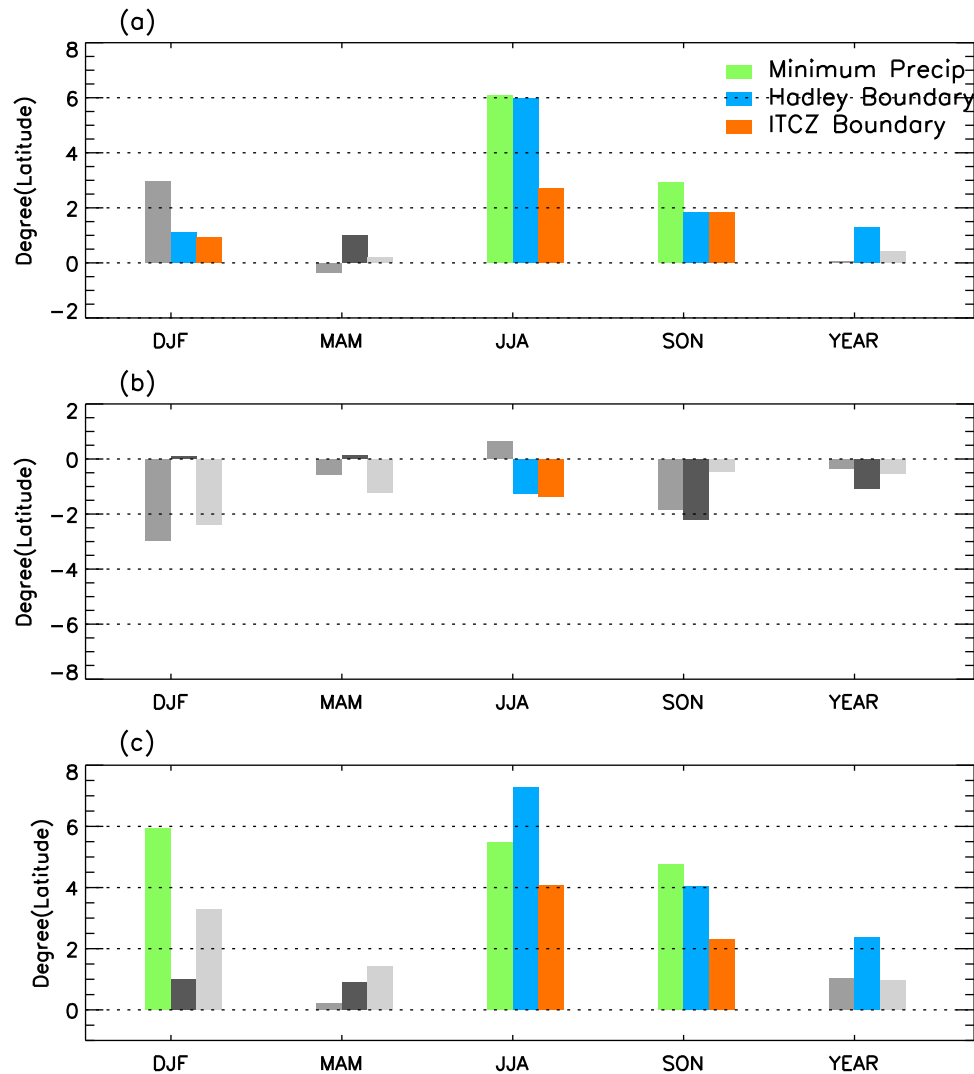 (a)
8
6
4
2
0
-2
Degree(Latitude)
Minimum Precip
Hadley Boundary
ITCZ Boundary
DJF MAM JJA SON YEAR
(b)
2
0
-2
-4
-6
-8
Degree(Latitude)
DJF MAM JJA SON YEAR
(c)
8
6
4
2
0
Degree(Latitude)
DJF MAM JJA SON YEAR